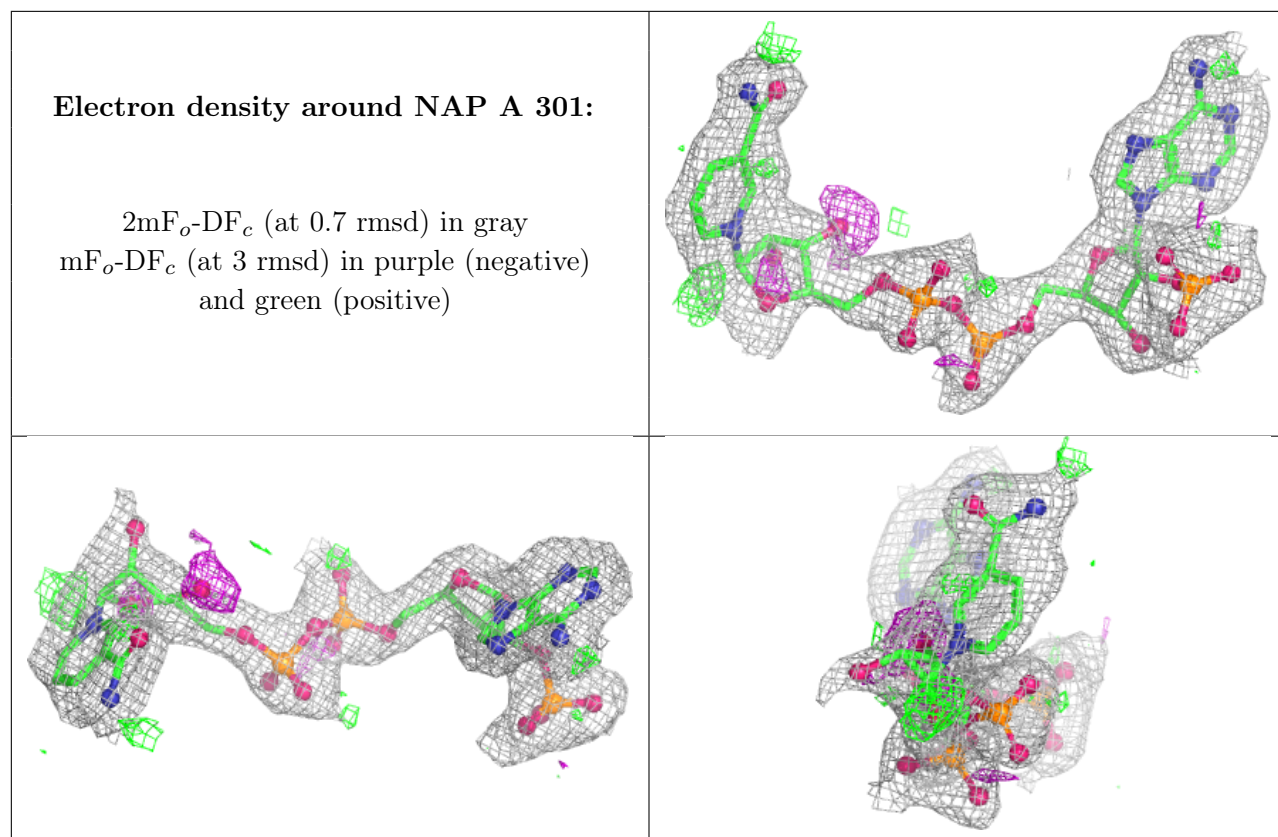 Electron density around NAP A 301:
2mFo-DFc (at 0.7 rmsd) in gray
mFo-DFc (at 3 rmsd) in purple (negative)
and green (positive)